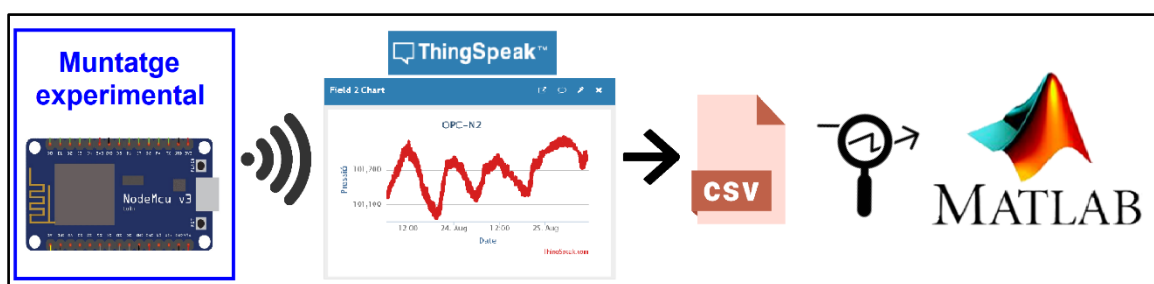 Muntatge
experimental
NodeMcu v3
ThingSpeak™
Field 2 Chart
OPC-N2
Pressió
101,700
101,100
12:00 24. Aug 12:00 25. Aug
Date
ThingSpeak.com
CSV
MATLAB